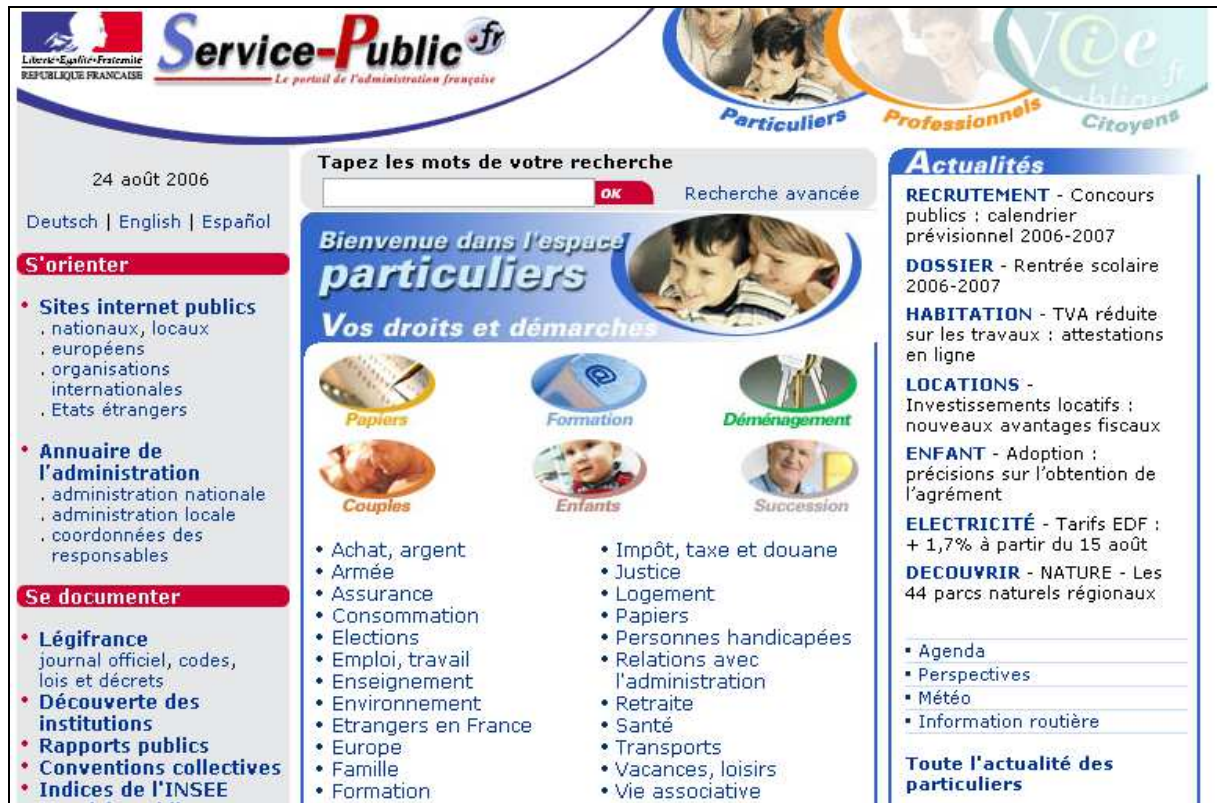 Liberté • Egalité • Fraternité
REPUBLIQUE FRANCAISE
Service-Public.fr
Le portail de l'administration française
Particuliers
Professionnels
Citoyens
V@ie.fr
Publique
24 août 2006
Deutsch | English | Español
S'orienter
• Sites internet publics
. nationaux, locaux
. européens
. organisations
internationales
. Etats étrangers
• Annuaire de
l'administration
. administration nationale
. administration locale
. coordonnées des
responsables
Se documenter
• Légifrance
journal officiel, codes,
lois et décrets
• Découverte des
institutions
• Rapports publics
• Conventions collectives
• Indices de l'INSEE
Tapez les mots de votre recherche
OK
Recherche avancée
Bienvenue dans l'espace
particuliers
Vos droits et démarches
Papiers
Formation
Déménagement
Couples
Enfants
Succession
• Achat, argent
• Armée
• Assurance
• Consommation
• Elections
• Emploi, travail
• Enseignement
• Environnement
• Etrangers en France
• Europe
• Famille
• Formation
• Impôt, taxe et douane
• Justice
• Logement
• Papiers
• Personnes handicapées
• Relations avec
l'administration
• Retraite
• Santé
• Transports
• Vacances, loisirs
• Vie associative
Actualités
RECRUTEMENT - Concours
publics : calendrier
prévisionnel 2006-2007
DOSSIER - Rentrée scolaire
2006-2007
HABITATION - TVA réduite
sur les travaux : attestations
en ligne
LOCATIONS -
Investissements locatifs :
nouveaux avantages fiscaux
ENFANT - Adoption :
précisions sur l'obtention de
l'agrément
ELECTRICITÉ - Tarifs EDF :
+ 1,7% à partir du 15 août
DECOUVRIR - NATURE - Les
44 parcs naturels régionaux
• Agenda
• Perspectives
• Météo
• Information routière
Toute l'actualité des
particuliers